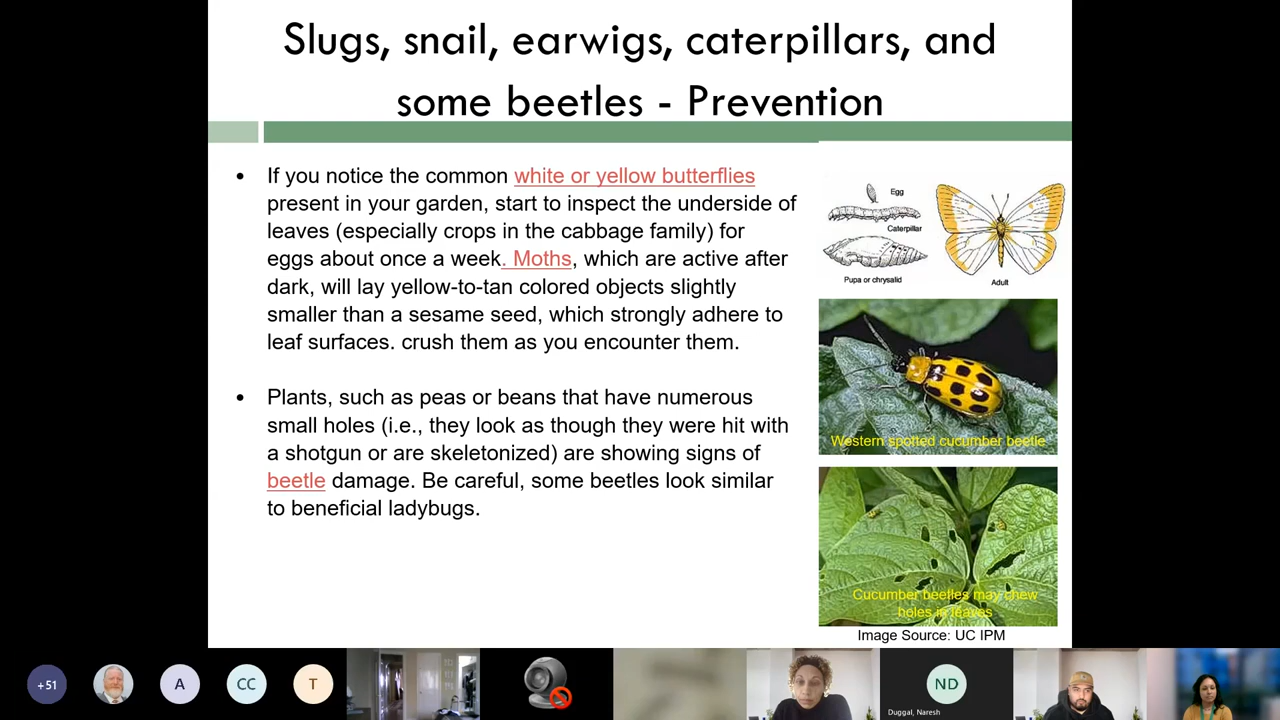 Slugs, snail, earwigs, caterpillars, and
some beetles - Prevention
• If you notice the common white or yellow butterflies
present in your garden, start to inspect the underside of
leaves (especially crops in the cabbage family) for
eggs about once a week. Moths, which are active after
dark, will lay yellow-to-tan colored objects slightly
smaller than a sesame seed, which strongly adhere to
leaf surfaces. crush them as you encounter them.
• Plants, such as peas or beans that have numerous
small holes (i.e., they look as though they were hit with
a shotgun or are skeletonized) are showing signs of
beetle damage. Be careful, some beetles look similar
to beneficial ladybugs.
Egg
Caterpillar
Pupa or chrysalid
Adult
Western spotted cucumber beetle
Cucumber beetles may chew
holes in leaves
Image Source: UC IPM
+51
A
CC
T
ND
Duggal, Naresh